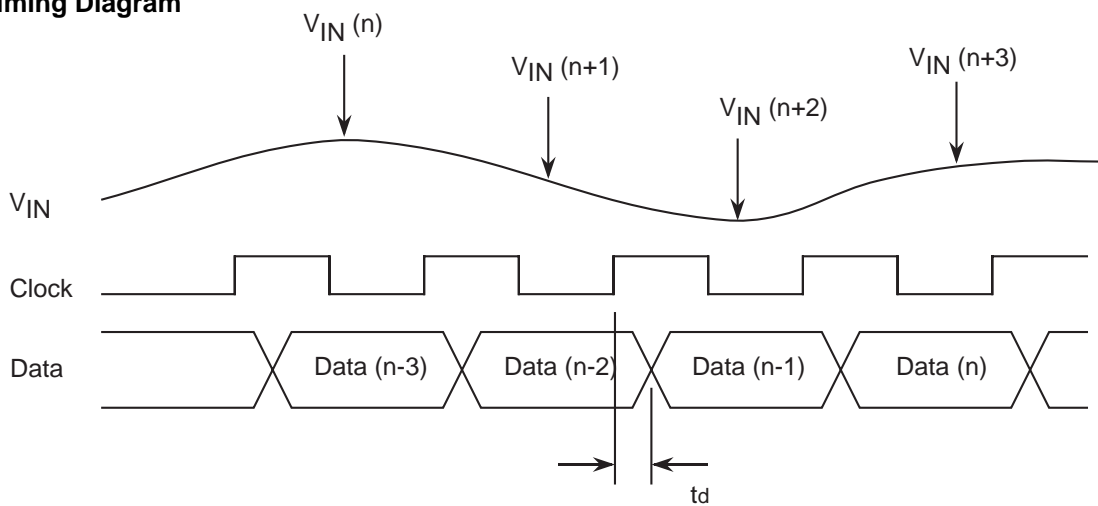 iming Diagram
VIN (n)
VIN (n+1)
VIN (n+2)
VIN (n+3)
VIN
Clock
Data
Data (n-3)
Data (n-2)
Data (n-1)
Data (n)
td